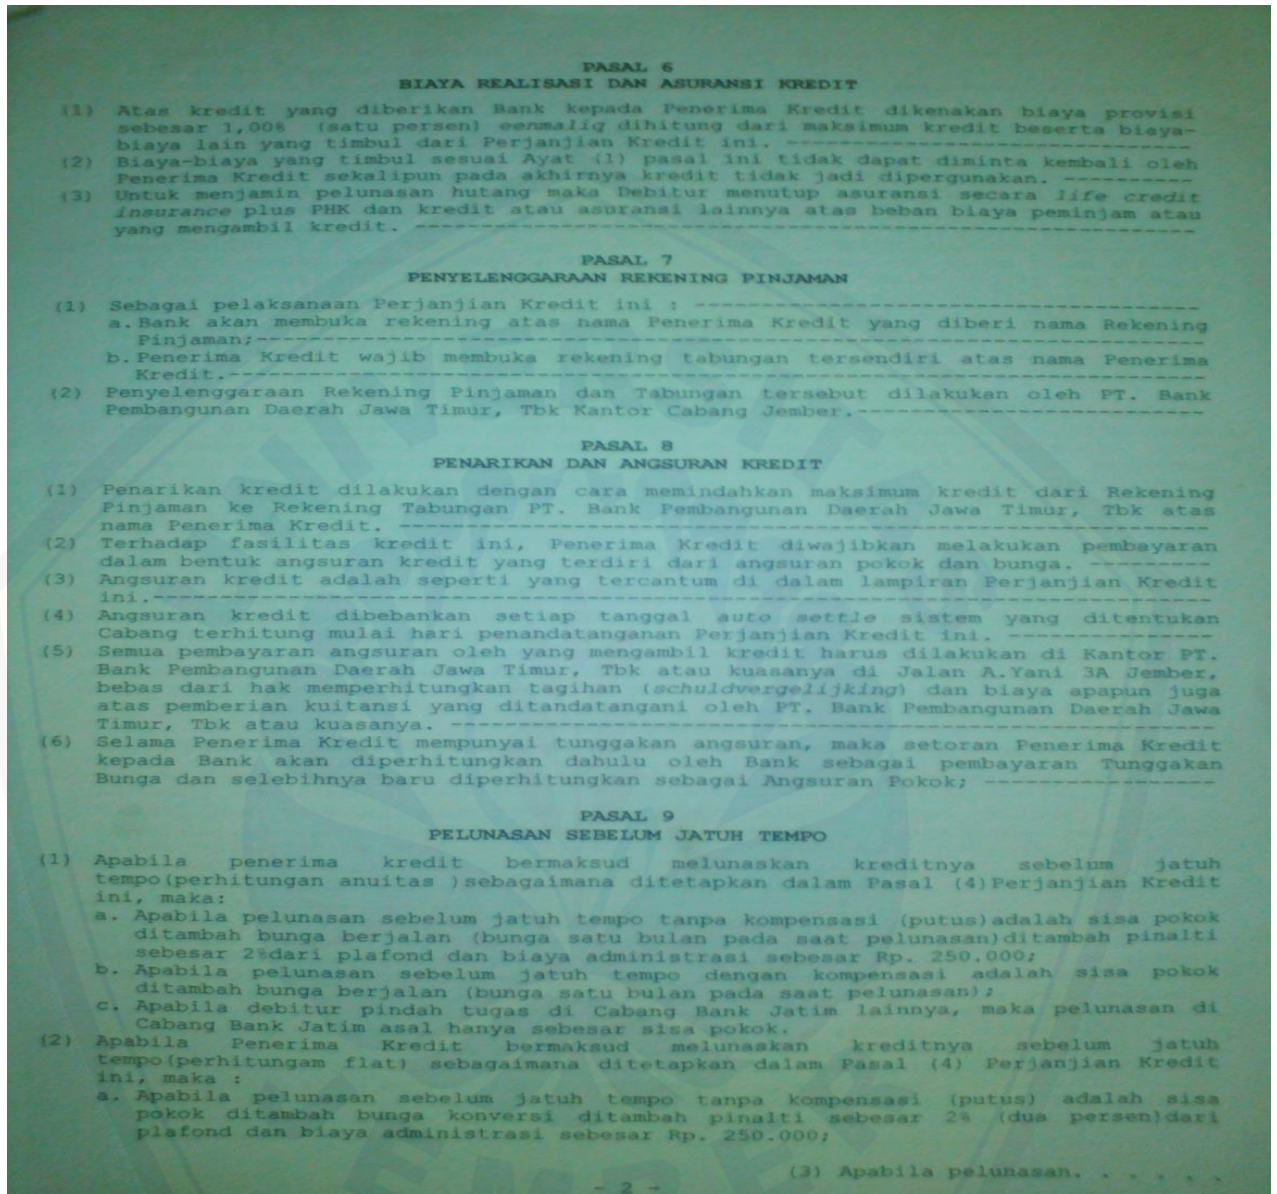 PASAL 6
BIAYA REALISASI DAN ASURANSI KREDIT
(1) Atas kredit yang diberikan Bank kepada Penerima Kredit dikenakan biaya provisi
sebesar 1,00% (satu persen) eenmalig dihitung dari maksimum kredit beserta biaya-
biaya lain yang timbul dari Perjanjian Kredit ini. ------------------------------
(2) Biaya-biaya yang timbul sesuai Ayat (1) pasal ini tidak dapat diminta kembali oleh
Penerima Kredit sekalipun pada akhirnya kredit tidak jadi dipergunakan. ----------
(3) Untuk menjamin pelunasan hutang maka Debitur menutup asuransi secara life credit
insurance plus PHK dan kredit atau asuransi lainnya atas beban biaya peminjam atau
yang mengambil kredit. -----------------------------------------------------------
PASAL 7
PENYELENGGARAAN REKENING PINJAMAN
(1) Sebagai pelaksanaan Perjanjian Kredit ini : --------------------------------------
a. Bank akan membuka rekening atas nama Penerima Kredit yang diberi nama Rekening
Pinjaman;-----------------------------------------------------------------------
b. Penerima Kredit wajib membuka rekening tabungan tersendiri atas nama Penerima
Kredit.-------------------------------------------------------------------------
(2) Penyelenggaraan Rekening Pinjaman dan Tabungan tersebut dilakukan oleh PT. Bank
Pembangunan Daerah Jawa Timur, Tbk Kantor Cabang Jember.--------------------------
PASAL 8
PENARIKAN DAN ANGSURAN KREDIT
(1) Penarikan kredit dilakukan dengan cara memindahkan maksimum kredit dari Rekening
Pinjaman ke Rekening Tabungan PT. Bank Pembangunan Daerah Jawa Timur, Tbk atas
nama Penerima Kredit. ------------------------------------------------------------
(2) Terhadap fasilitas kredit ini, Penerima Kredit diwajibkan melakukan pembayaran
dalam bentuk angsuran kredit yang terdiri dari angsuran pokok dan bunga. ---------
(3) Angsuran kredit adalah seperti yang tercantum di dalam lampiran Perjanjian Kredit
ini.------------------------------------------------------------------------------
(4) Angsuran kredit dibebankan setiap tanggal auto settle sistem yang ditentukan
Cabang terhitung mulai hari penandatanganan Perjanjian Kredit ini. ---------------
(5) Semua pembayaran angsuran oleh yang mengambil kredit harus dilakukan di Kantor PT.
Bank Pembangunan Daerah Jawa Timur, Tbk atau kuasanya di Jalan A.Yani 3A Jember,
bebas dari hak memperhitungkan tagihan (schuldvergelijking) dan biaya apapun juga
atas pemberian kuitansi yang ditandatangani oleh PT. Bank Pembangunan Daerah Jawa
Timur, Tbk atau kuasanya. --------------------------------------------------------
(6) Selama Penerima Kredit mempunyai tunggakan angsuran, maka setoran Penerima Kredit
kepada Bank akan diperhitungkan dahulu oleh Bank sebagai pembayaran Tunggakan
Bunga dan selebihnya baru diperhitungkan sebagai Angsuran Pokok; -----------------
PASAL 9
PELUNASAN SEBELUM JATUH TEMPO
(1) Apabila penerima kredit bermaksud melunaskan kreditnya sebelum jatuh
tempo(perhitungan anuitas )sebagaimana ditetapkan dalam Pasal (4)Perjanjian Kredit
ini, maka:
a. Apabila pelunasan sebelum jatuh tempo tanpa kompensasi (putus)adalah sisa pokok
ditambah bunga berjalan (bunga satu bulan pada saat pelunasan)ditambah pinalti
sebesar 2%dari plafond dan biaya administrasi sebesar Rp. 250.000;
b. Apabila pelunasan sebelum jatuh tempo dengan kompensasi adalah sisa pokok
ditambah bunga berjalan (bunga satu bulan pada saat pelunasan);
c. Apabila debitur pindah tugas di Cabang Bank Jatim lainnya, maka pelunasan di
Cabang Bank Jatim asal hanya sebesar sisa pokok.
(2) Apabila Penerima Kredit bermaksud melunaskan kreditnya sebelum jatuh
tempo(perhitungam flat) sebagaimana ditetapkan dalam Pasal (4) Perjanjian Kredit
ini, maka :
a. Apabila pelunasan sebelum jatuh tempo tanpa kompensasi (putus) adalah sisa
pokok ditambah bunga konversi ditambah pinalti sebesar 2% (dua persen)dari
plafond dan biaya administrasi sebesar Rp. 250.000;
(3) Apabila pelunasan. . . . . .
- 2 -